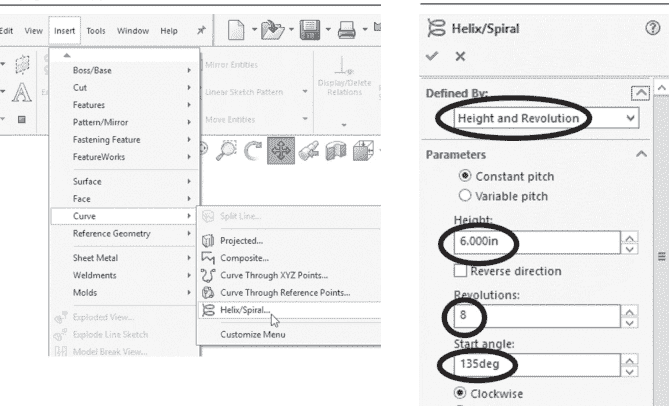 Edit View Insert Tools Window Help
Boss/Base
Cut
Features
Pattern/Mirror
Fastening Feature
FeatureWorks
Surface
Face
Curve
Reference Geometry
Sheet Metal
Weldments
Molds
Exploded View...
Explode Line Sketch
Model Break View...
Mirror Entities
Linear Sketch Pattern
Move Entities
Display/Delete
Relations
Split Line...
Projected...
Composite...
Curve Through XYZ Points...
Curve Through Reference Points...
Helix/Spiral...
Customize Menu
Helix/Spiral
Defined By:
Height and Revolution
Parameters
Constant pitch
Variable pitch
Height:
6.000in
Reverse direction
Revolutions:
8
Start angle:
135deg
Clockwise